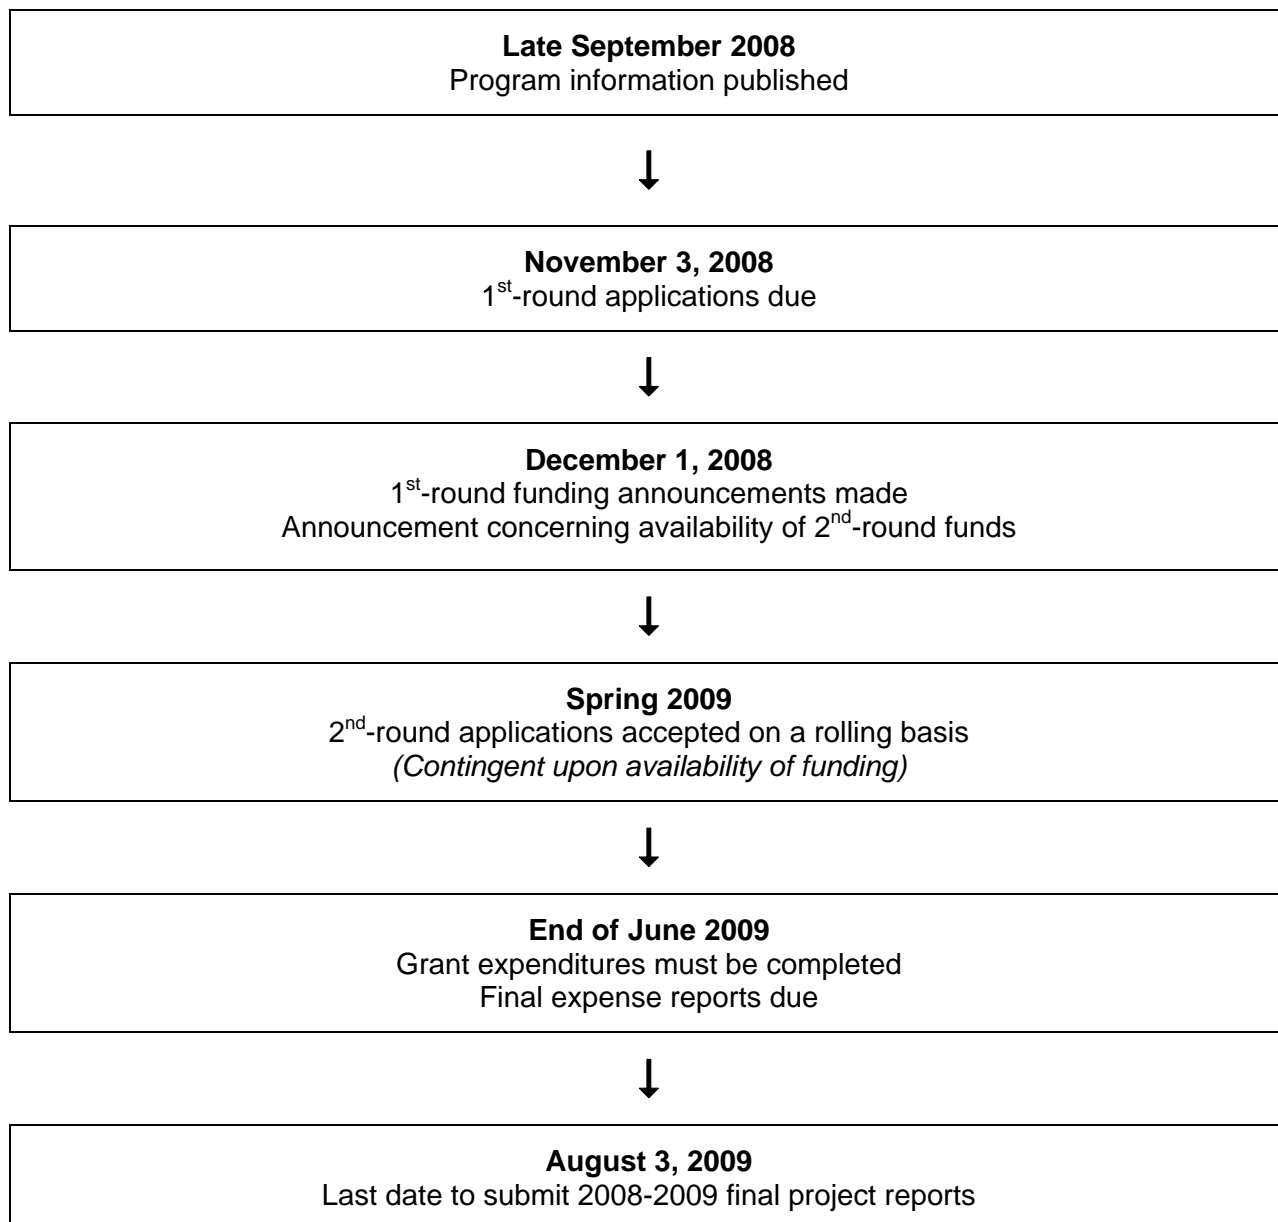 Late September 2008
Program information published
November 3, 2008
1st-round applications due
December 1, 2008
1st-round funding announcements made
Announcement concerning availability of 2nd-round funds
Spring 2009
2nd-round applications accepted on a rolling basis
(Contingent upon availability of funding)
End of June 2009
Grant expenditures must be completed
Final expense reports due
August 3, 2009
Last date to submit 2008-2009 final project reports